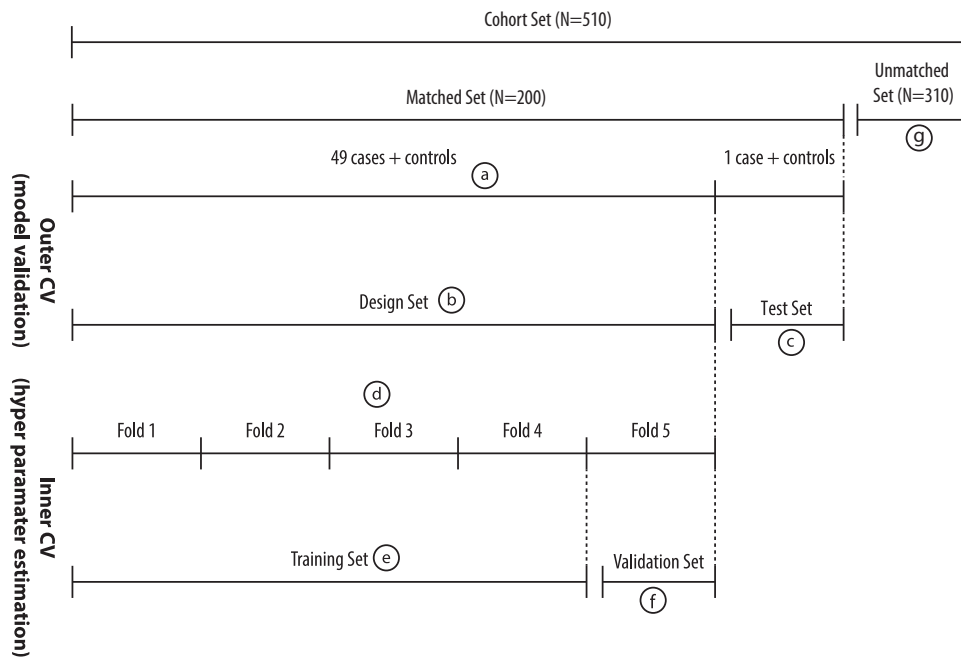 Cohort Set (N=510)
Matched Set (N=200)
Unmatched
Set (N=310)
g
49 cases + controls
a
1 case + controls
Outer CV
(model validation)
Design Set b
Test Set
c
d
Fold 1 Fold 2 Fold 3 Fold 4 Fold 5
Inner CV
(hyper paramater estimation)
Training Set e
Validation Set
f